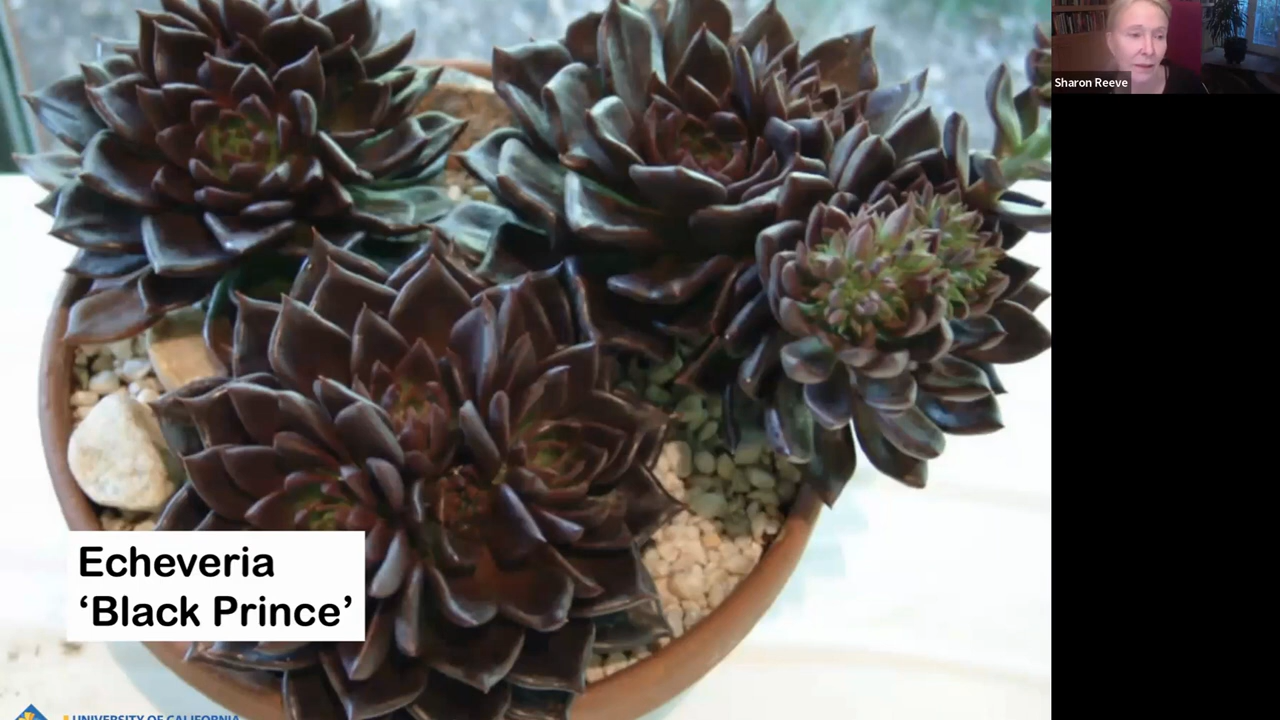 Sharon Reeve
Echeveria
‘Black Prince’
UNIVERSITY OF CALIFORNIA